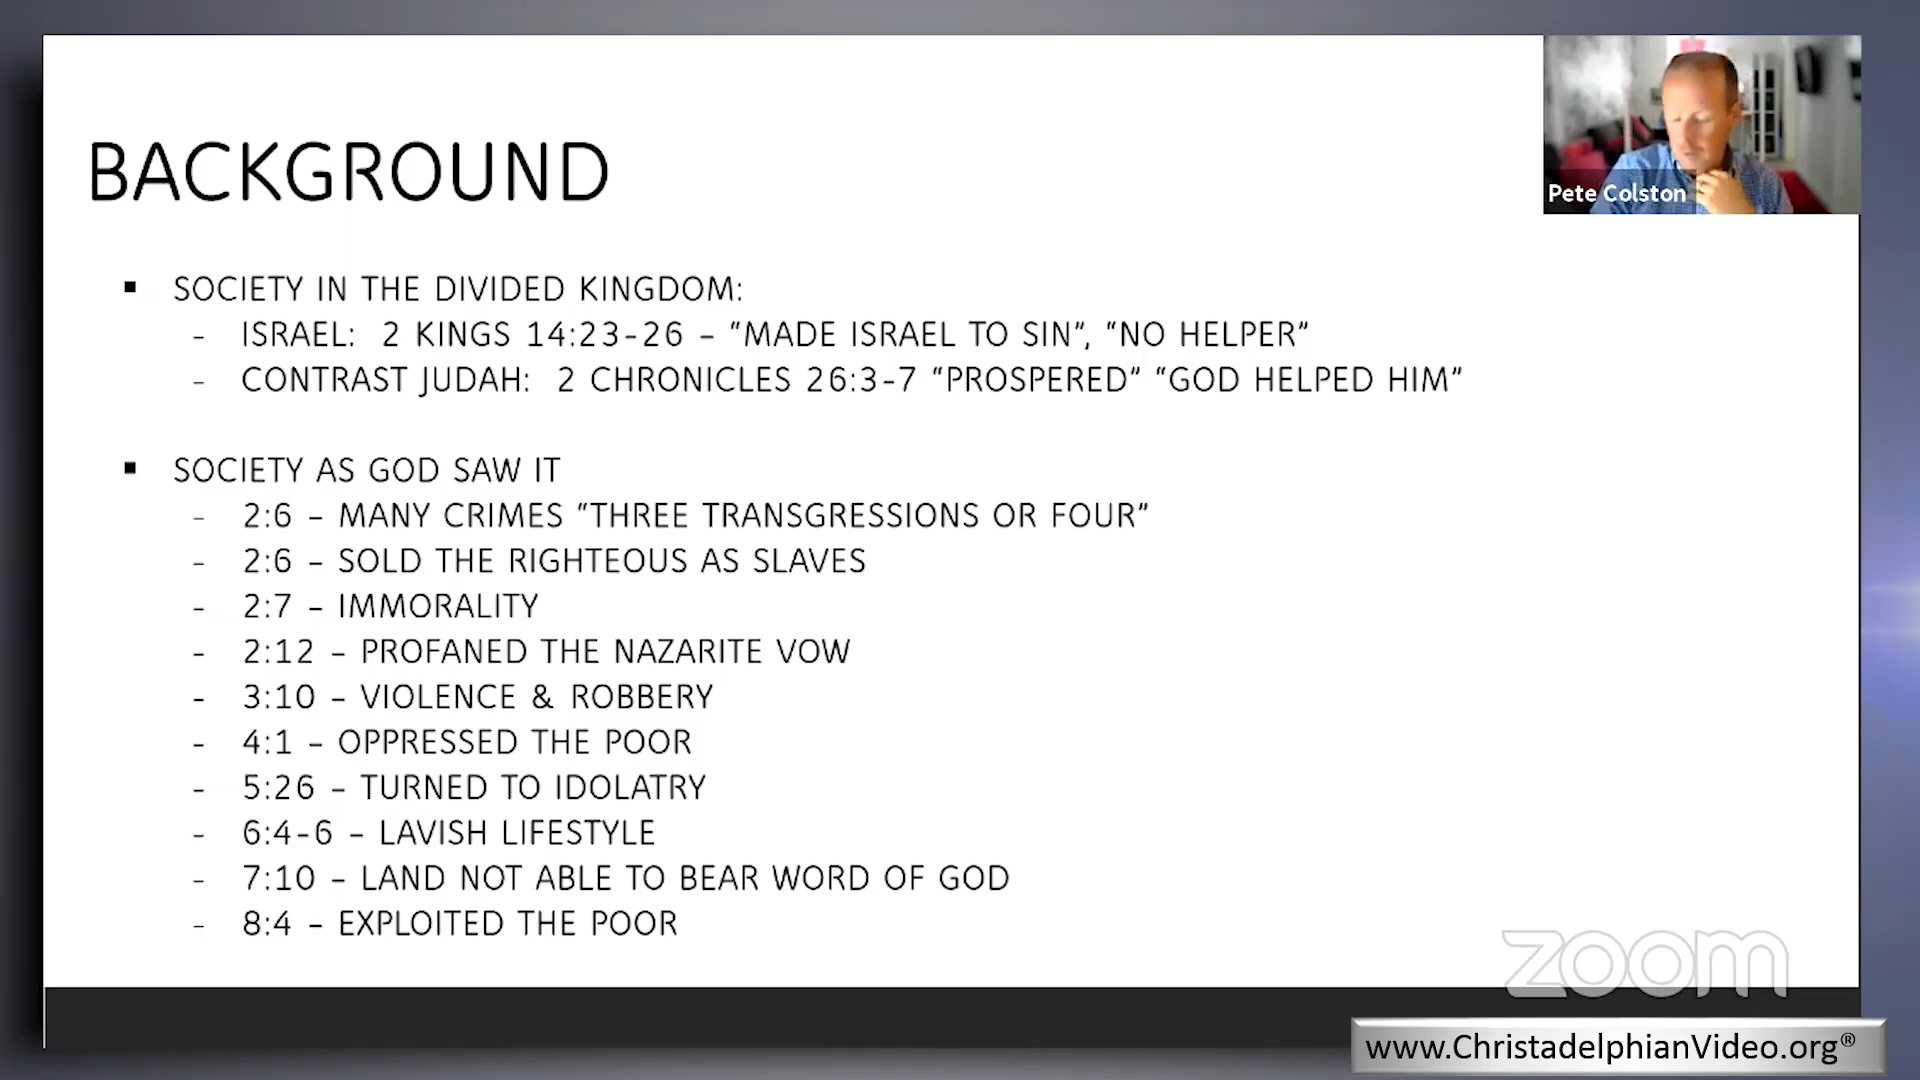 BACKGROUND
Pete Colston
▪ SOCIETY IN THE DIVIDED KINGDOM:
- ISRAEL: 2 KINGS 14:23-26 – "MADE ISRAEL TO SIN", "NO HELPER"
- CONTRAST JUDAH: 2 CHRONICLES 26:3-7 "PROSPERED" "GOD HELPED HIM"
▪ SOCIETY AS GOD SAW IT
- 2:6 – MANY CRIMES "THREE TRANSGRESSIONS OR FOUR"
- 2:6 – SOLD THE RIGHTEOUS AS SLAVES
- 2:7 – IMMORALITY
- 2:12 – PROFANED THE NAZARITE VOW
- 3:10 – VIOLENCE & ROBBERY
- 4:1 – OPPRESSED THE POOR
- 5:26 – TURNED TO IDOLATRY
- 6:4-6 – LAVISH LIFESTYLE
- 7:10 – LAND NOT ABLE TO BEAR WORD OF GOD
- 8:4 – EXPLOITED THE POOR
zoom
www.ChristadelphianVideo.org®